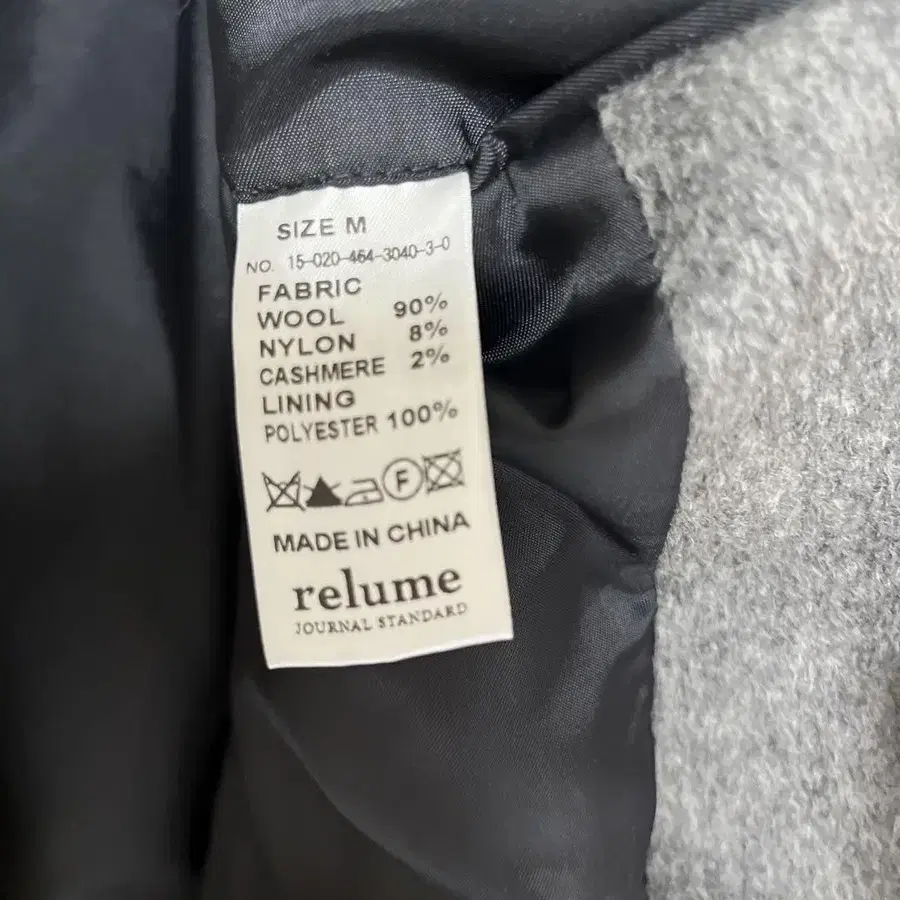 SIZE M
NO. 15-020-464-3040-3-0
FABRIC
WOOL 90%
NYLON 8%
CASHMERE 2%
LINING
POLYESTER 100%
F
MADE IN CHINA
relume
JOURNAL STANDARD